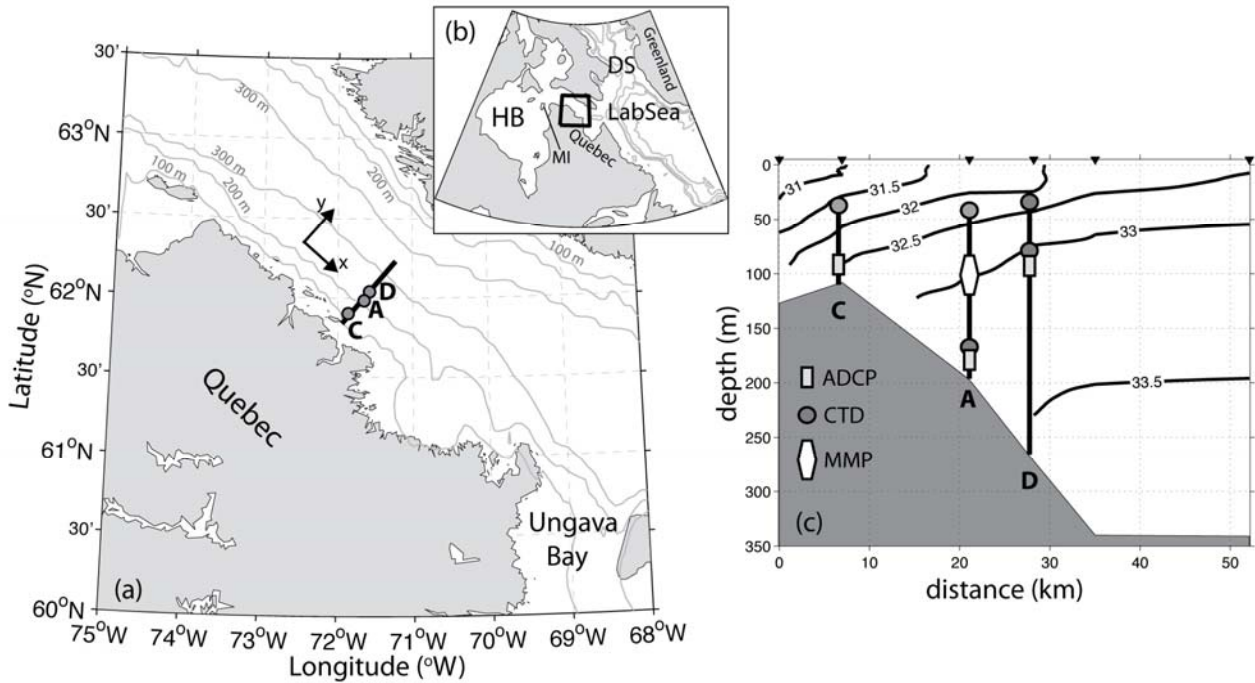 30'
63°N
30'
62°N
30'
61°N
30'
60°N
Latitude (°N)
75°W
74°W
73°W
72°W
71°W
70°W
69°W
68°W
Longitude (°W)
300 m
300 m
200 m
100 m
200 m
100 m
y
x
D
A
C
Quebec
Ungava
Bay
(a)
(b)
DS
Greenland
HB
LabSea
MI
Quebec
0
50
100
150
200
250
300
350
depth (m)
31
31.5
32
32.5
33
33.5
C
A
D
ADCP
CTD
MMP
(c)
0
10
20
30
40
50
distance (km)